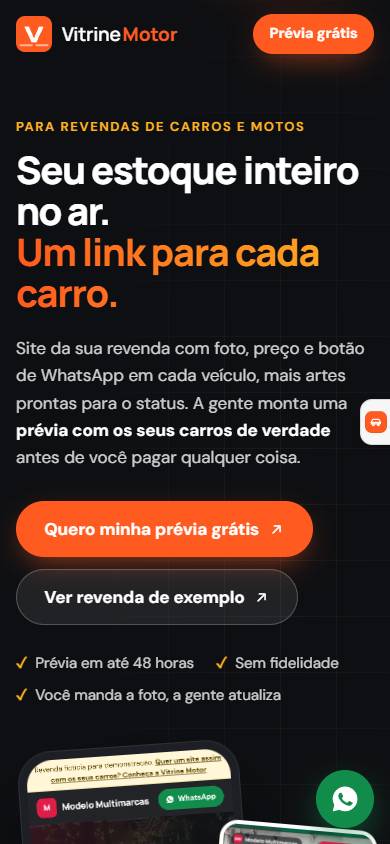 VitrineMotor
Prévia grátis
PARA REVENDAS DE CARROS E MOTOS
Seu estoque inteiro
no ar.
Um link para cada
carro.
Site da sua revenda com foto, preço e botão
de WhatsApp em cada veículo, mais artes
prontas para o status. A gente monta uma
prévia com os seus carros de verdade
antes de você pagar qualquer coisa.
Quero minha prévia grátis
Ver revenda de exemplo
Prévia em até 48 horas
Sem fidelidade
Você manda a foto, a gente atualiza
Revenda fictícia para demonstração. Quer um site assim
com os seus carros? Conheça a Vitrine Motor
M
Modelo Multimarcas
WhatsApp